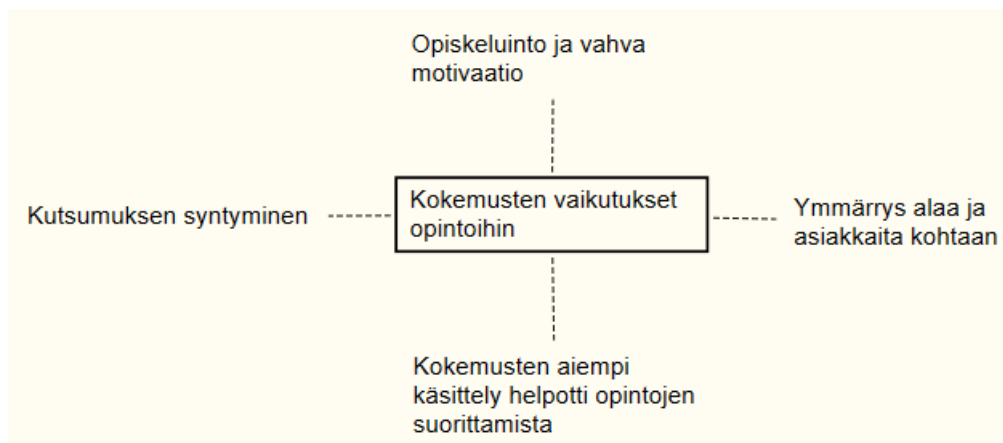 Opiskeluinto ja vahva
motivaatio
Kutsumuksen syntyminen
Kokemusten vaikutukset
opintoihin
Ymmärrys alaa ja
asiakkaita kohtaan
Kokemusten aiempi
käsittely helpotti opintojen
suorittamista